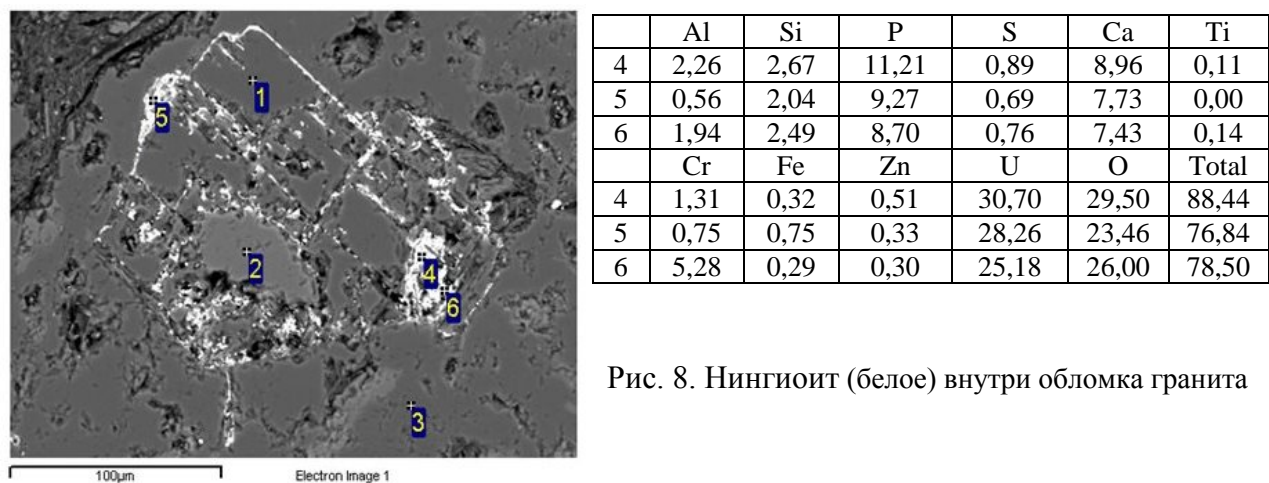 1
5
2
4
6
3
100μm Electron Image 1
Al Si P S Ca Ti
4 2,26 2,67 11,21 0,89 8,96 0,11
5 0,56 2,04 9,27 0,69 7,73 0,00
6 1,94 2,49 8,70 0,76 7,43 0,14
Cr Fe Zn U O Total
4 1,31 0,32 0,51 30,70 29,50 88,44
5 0,75 0,75 0,33 28,26 23,46 76,84
6 5,28 0,29 0,30 25,18 26,00 78,50
Рис. 8. Нингиоит (белое) внутри обломка гранита